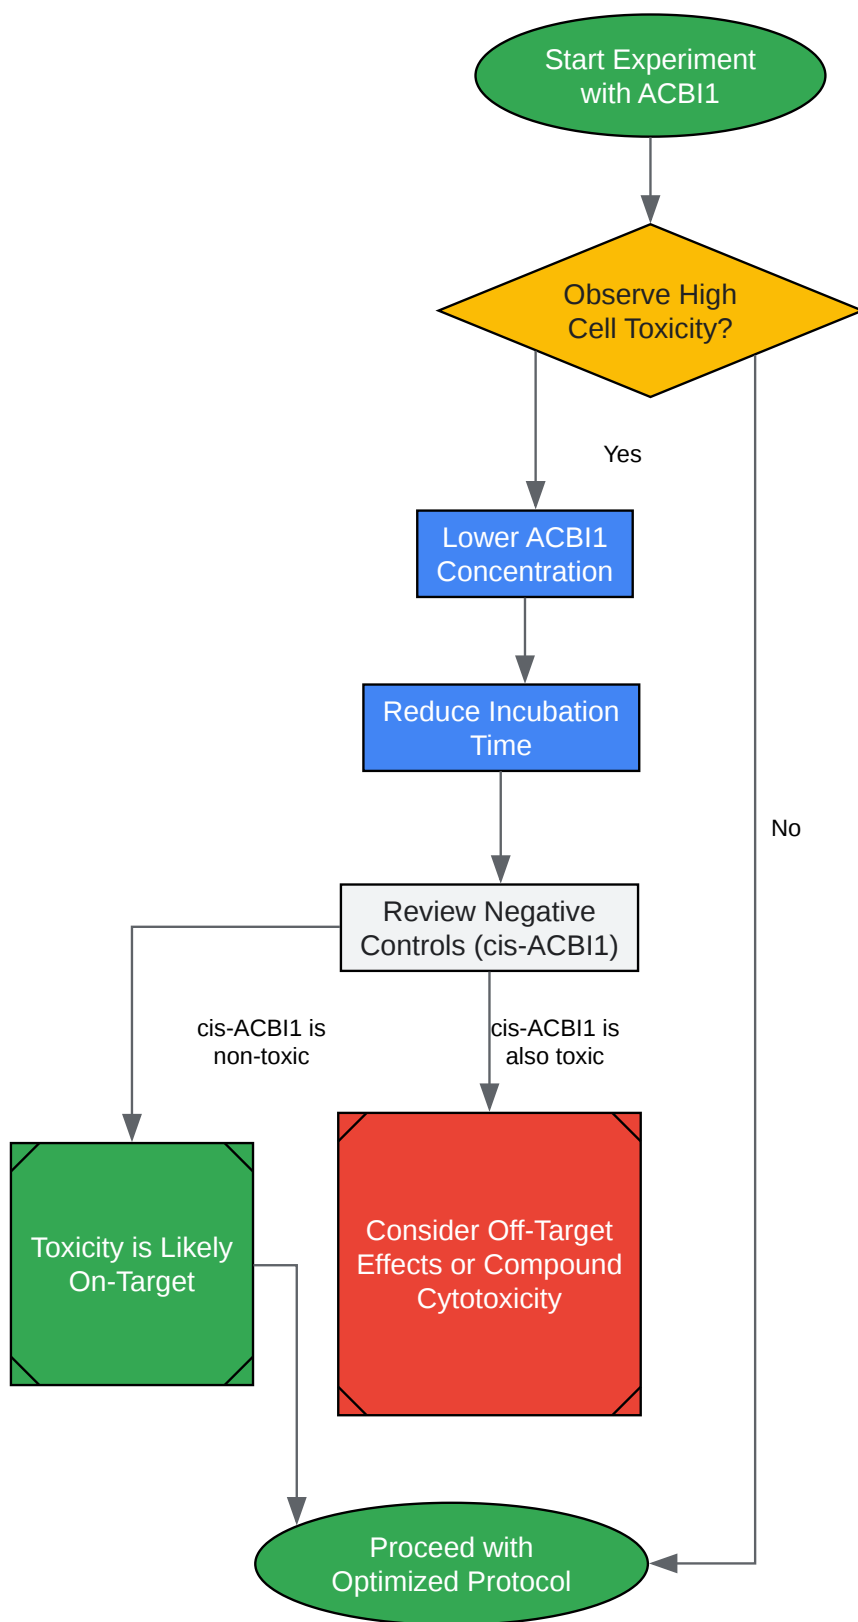 Start Experiment
with ACBI1
Observe High
Cell Toxicity?
Yes
Lower ACBI1
Concentration
Reduce Incubation
Time
No
Review Negative
Controls (cis-ACBI1)
cis-ACBI1 is
non-toxic
cis-ACBI1 is
also toxic
Toxicity is Likely
On-Target
Consider Off-Target
Effects or Compound
Cytotoxicity
Proceed with
Optimized Protocol